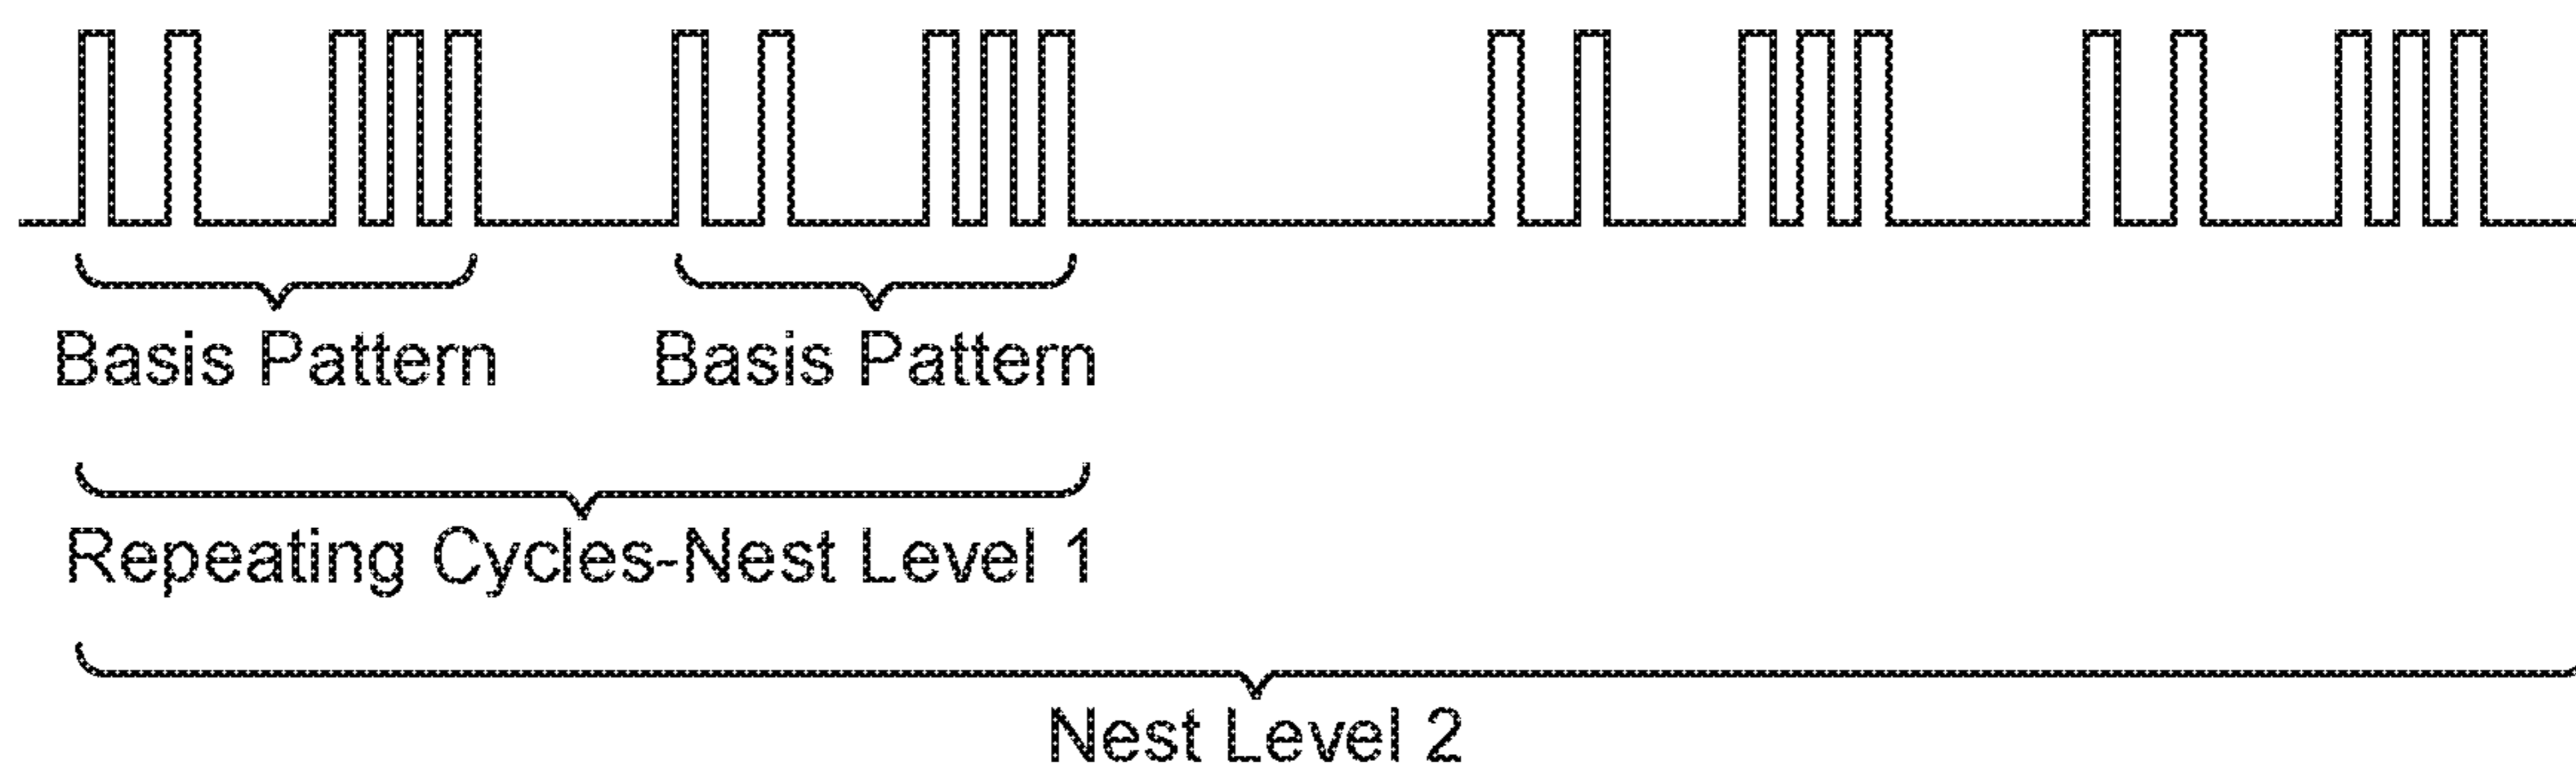 Basis Pattern Basis Pattern
Repeating Cycles-Nest Level 1
Nest Level 2